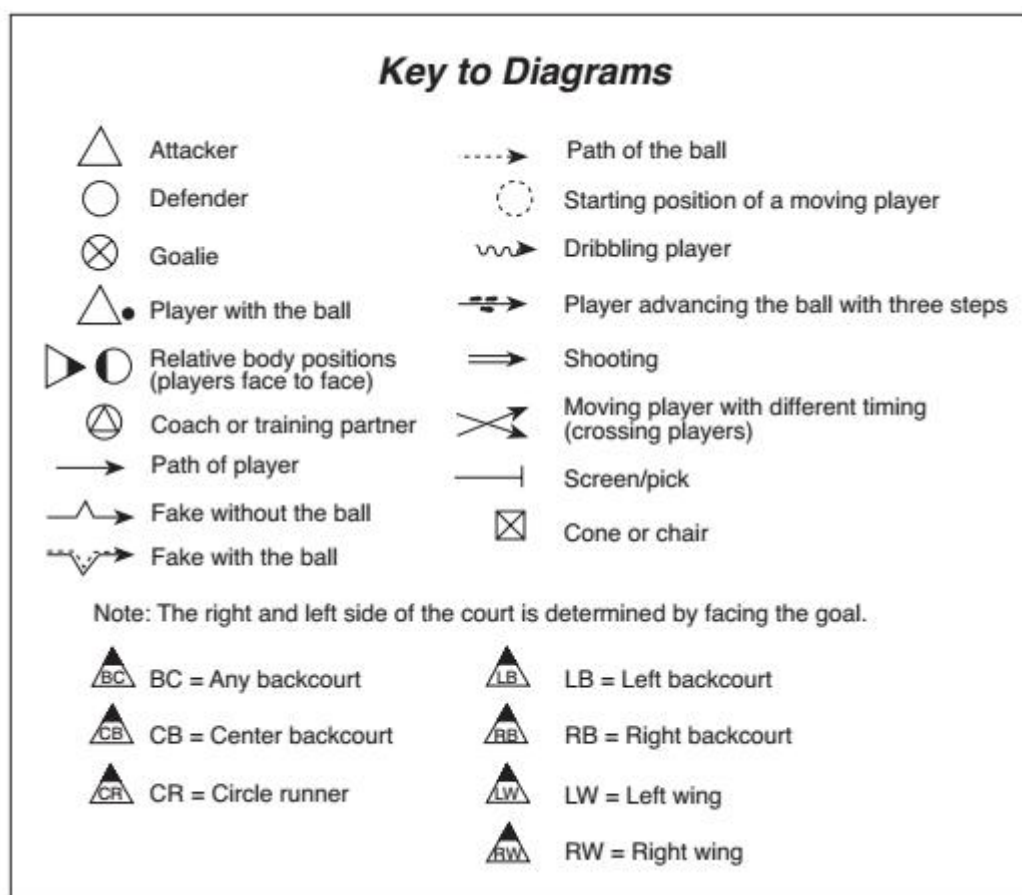 Key to Diagrams
Attacker
Defender
Goalie
Player with the ball
Relative body positions
(players face to face)
Coach or training partner
Path of player
Fake without the ball
Fake with the ball
Path of the ball
Starting position of a moving player
Dribbling player
Player advancing the ball with three steps
Shooting
Moving player with different timing
(crossing players)
Screen/pick
Cone or chair
Note: The right and left side of the court is determined by facing the goal.
BC BC = Any backcourt
CB CB = Center backcourt
CR CR = Circle runner
LB LB = Left backcourt
RB RB = Right backcourt
LW LW = Left wing
RW RW = Right wing